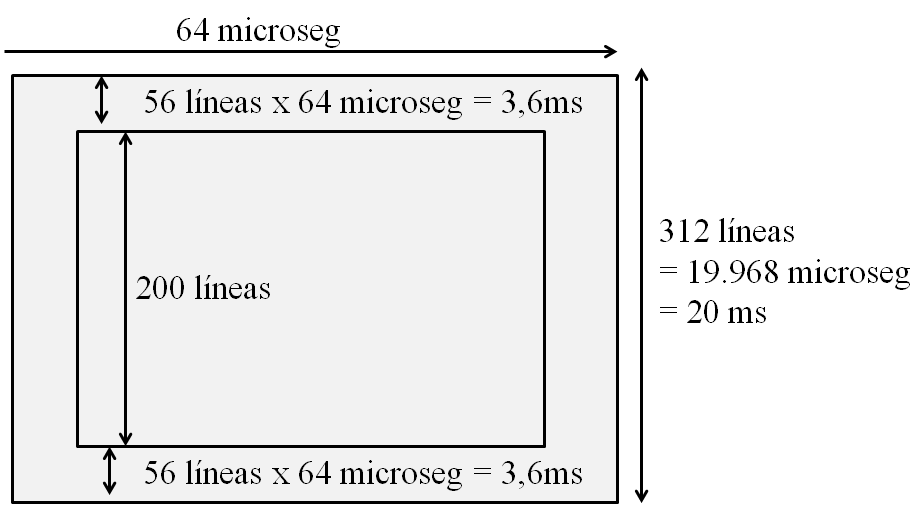 64 microseg
56 líneas x 64 microseg = 3,6ms
200 líneas
312 líneas
= 19.968 microseg
= 20 ms
56 líneas x 64 microseg = 3,6ms